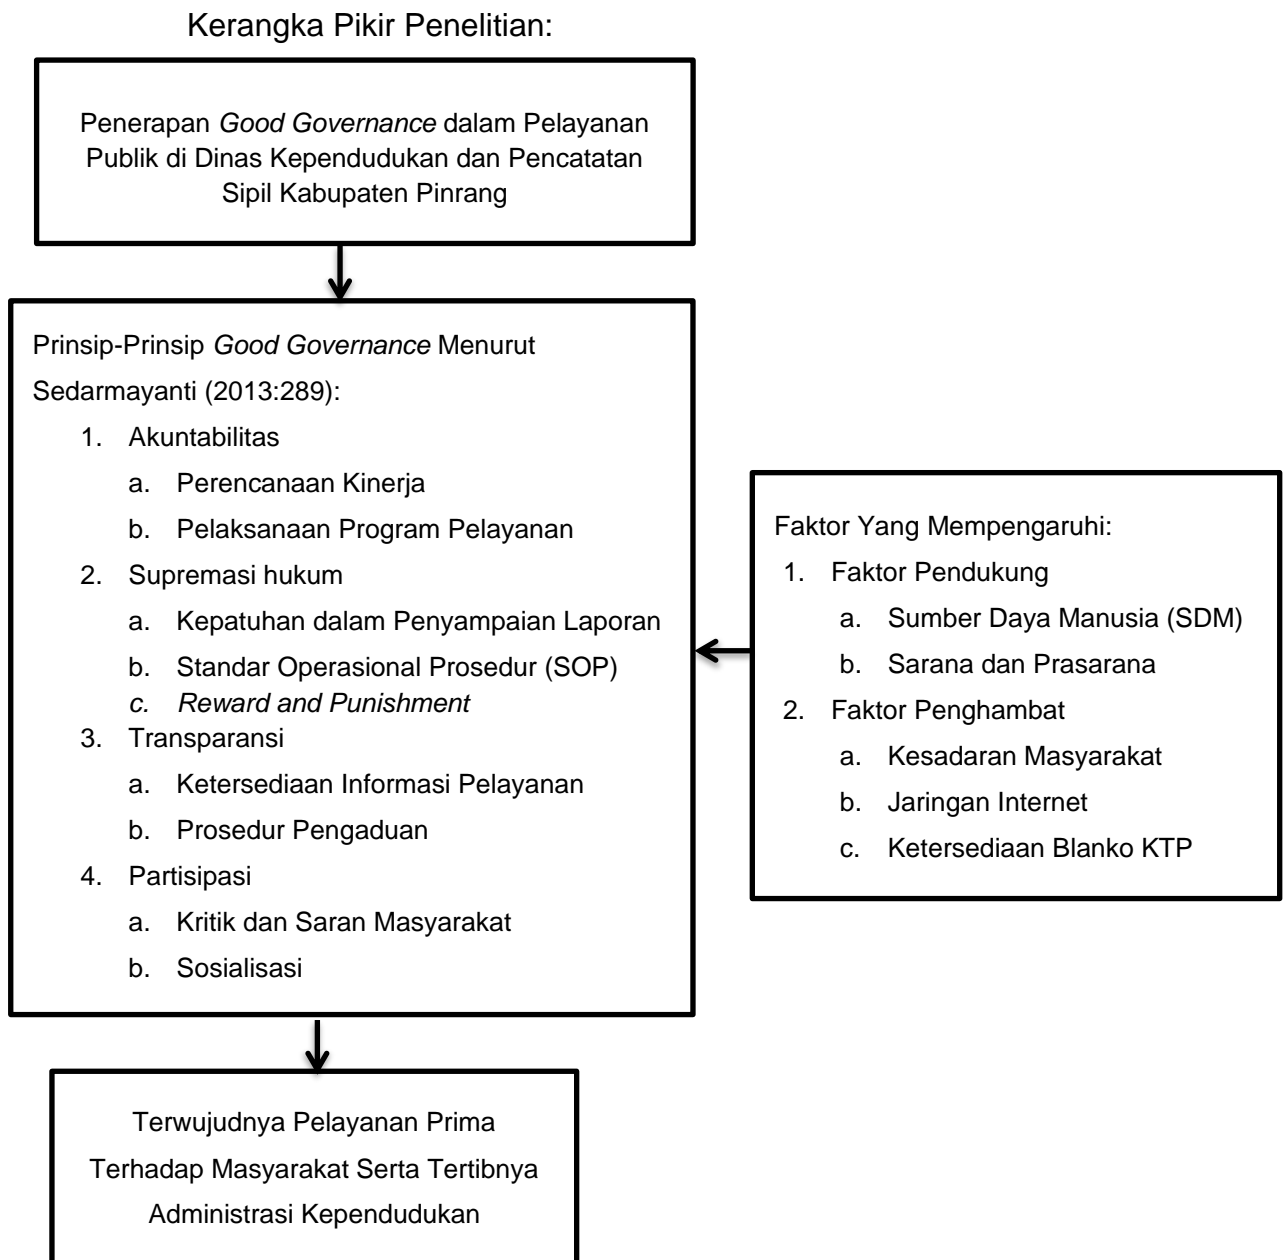 Kerangka Pikir Penelitian:
Penerapan Good Governance dalam Pelayanan
Publik di Dinas Kependudukan dan Pencatatan
Sipil Kabupaten Pinrang
Prinsip-Prinsip Good Governance Menurut
Sedarmayanti (2013:289):
1. Akuntabilitas
a. Perencanaan Kinerja
b. Pelaksanaan Program Pelayanan
2. Supremasi hukum
a. Kepatuhan dalam Penyampaian Laporan
b. Standar Operasional Prosedur (SOP)
c. Reward and Punishment
3. Transparansi
a. Ketersediaan Informasi Pelayanan
b. Prosedur Pengaduan
4. Partisipasi
a. Kritik dan Saran Masyarakat
b. Sosialisasi
Faktor Yang Mempengaruhi:
1. Faktor Pendukung
a. Sumber Daya Manusia (SDM)
b. Sarana dan Prasarana
2. Faktor Penghambat
a. Kesadaran Masyarakat
b. Jaringan Internet
c. Ketersediaan Blanko KTP
Terwujudnya Pelayanan Prima
Terhadap Masyarakat Serta Tertibnya
Administrasi Kependudukan